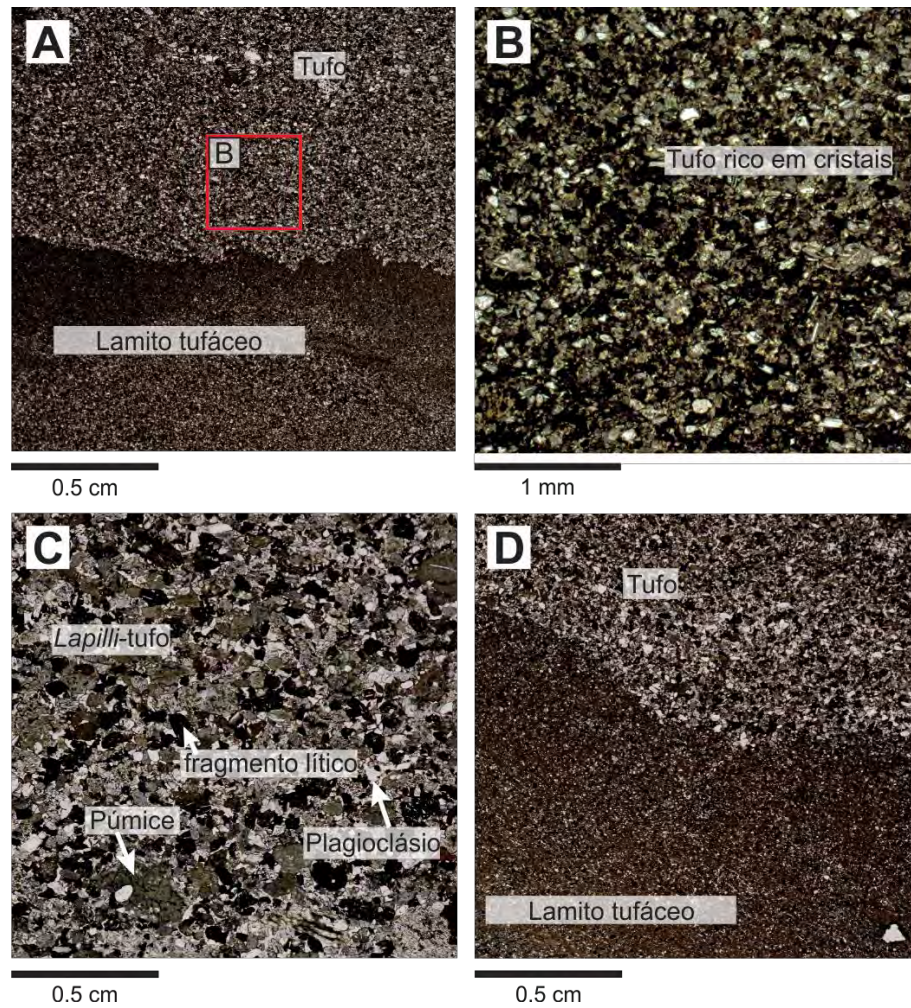 A
Tufo
B
Lamito tufáceo
0.5 cm
B
Tufo rico em cristais
1 mm
C
Lapilli-tufo
fragmento lítico
Púmice
Plagioclásio
0.5 cm
D
Tufo
Lamito tufáceo
0.5 cm